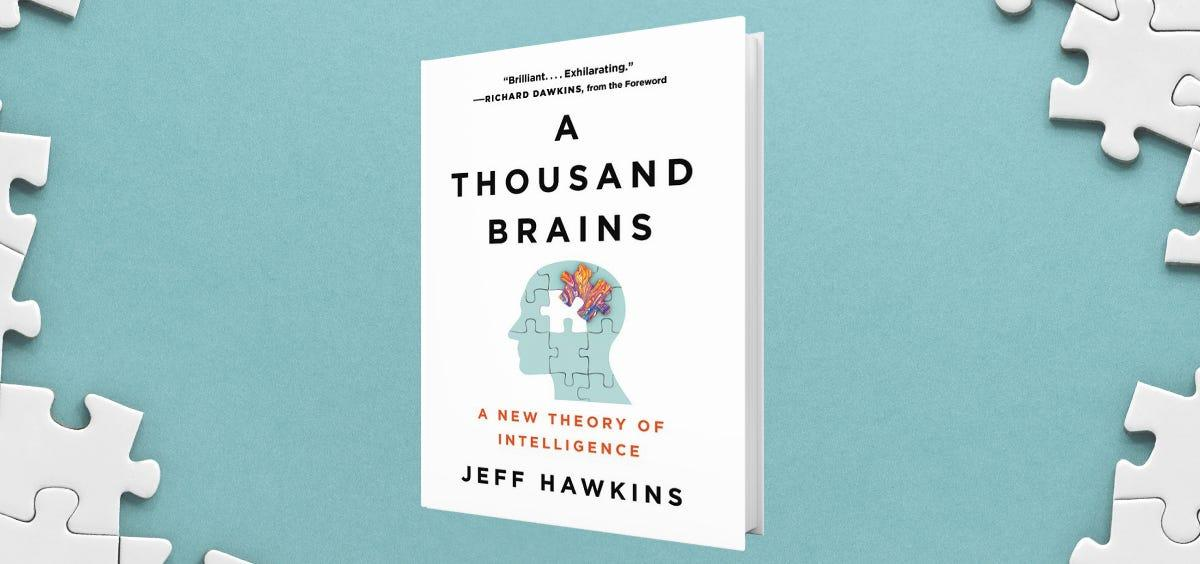 “Brilliant. . . . Exhilarating.”
—RICHARD DAWKINS, from the Foreword
A
THOUSAND
BRAINS
A NEW THEORY OF
INTELLIGENCE
JEFF HAWKINS